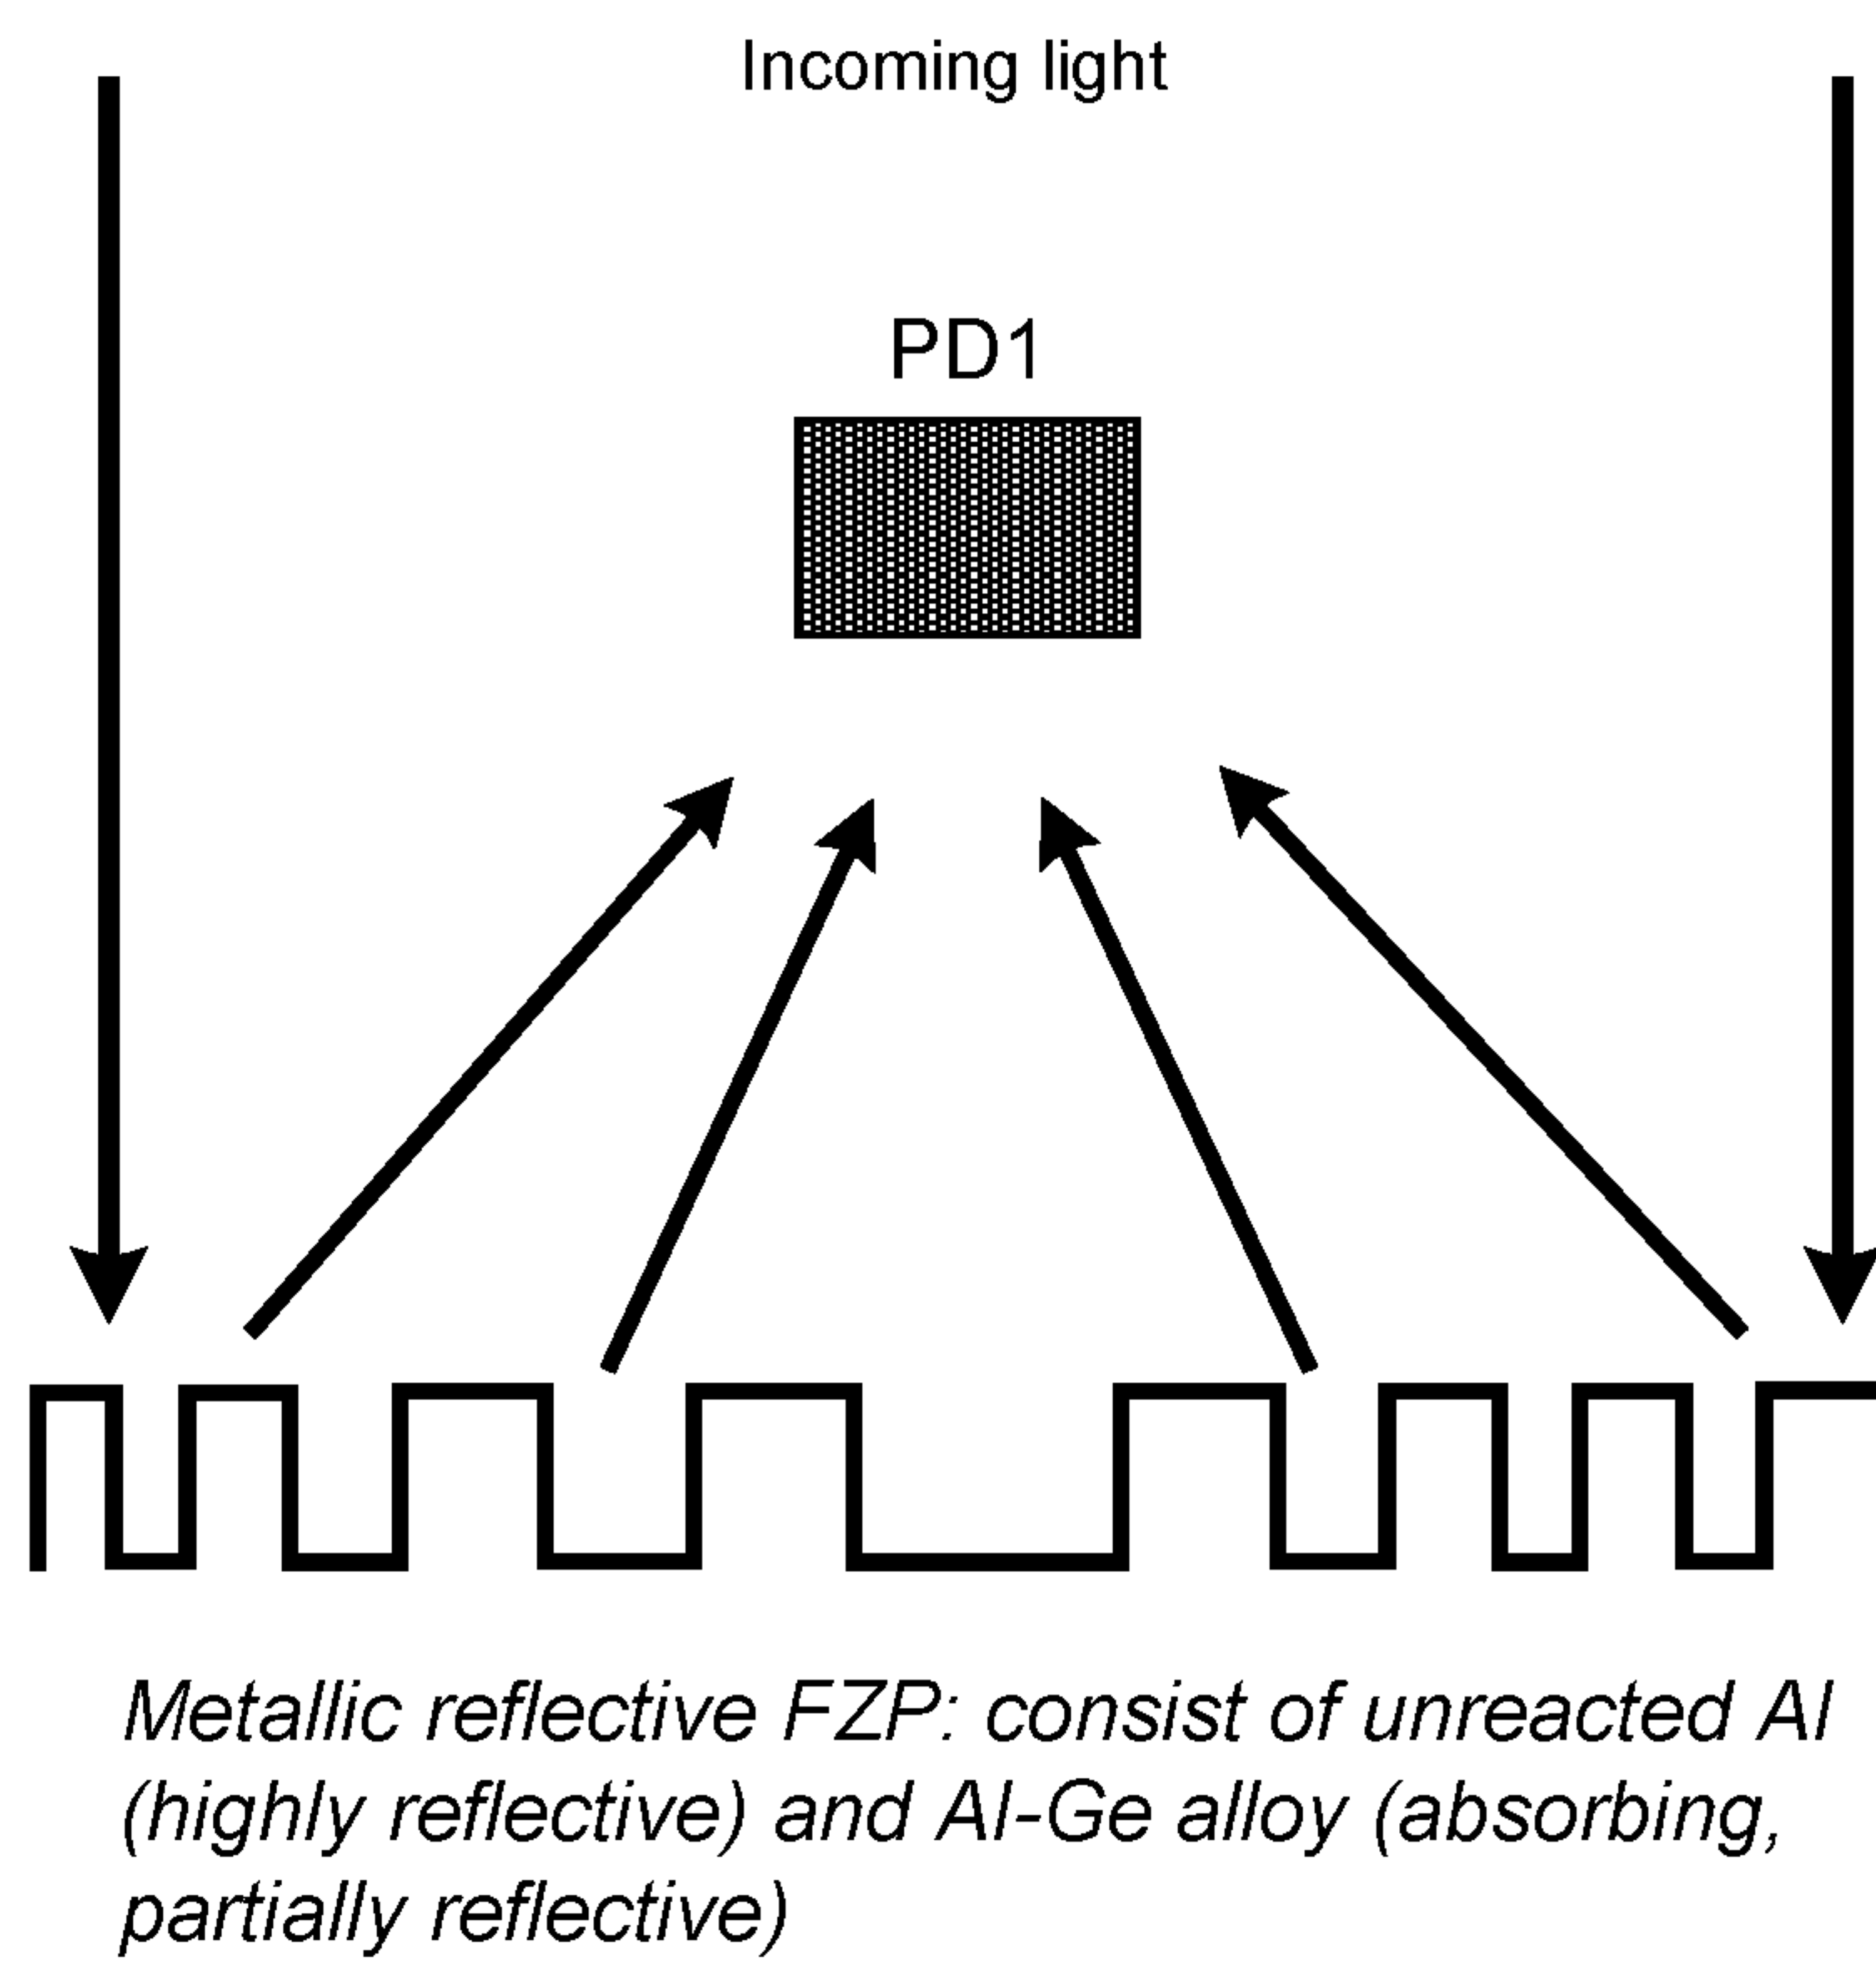 Incoming light
PD1
Metallic reflective FZP: consist of unreacted Al
(highly reflective) and Al-Ge alloy (absorbing,
partially reflective)